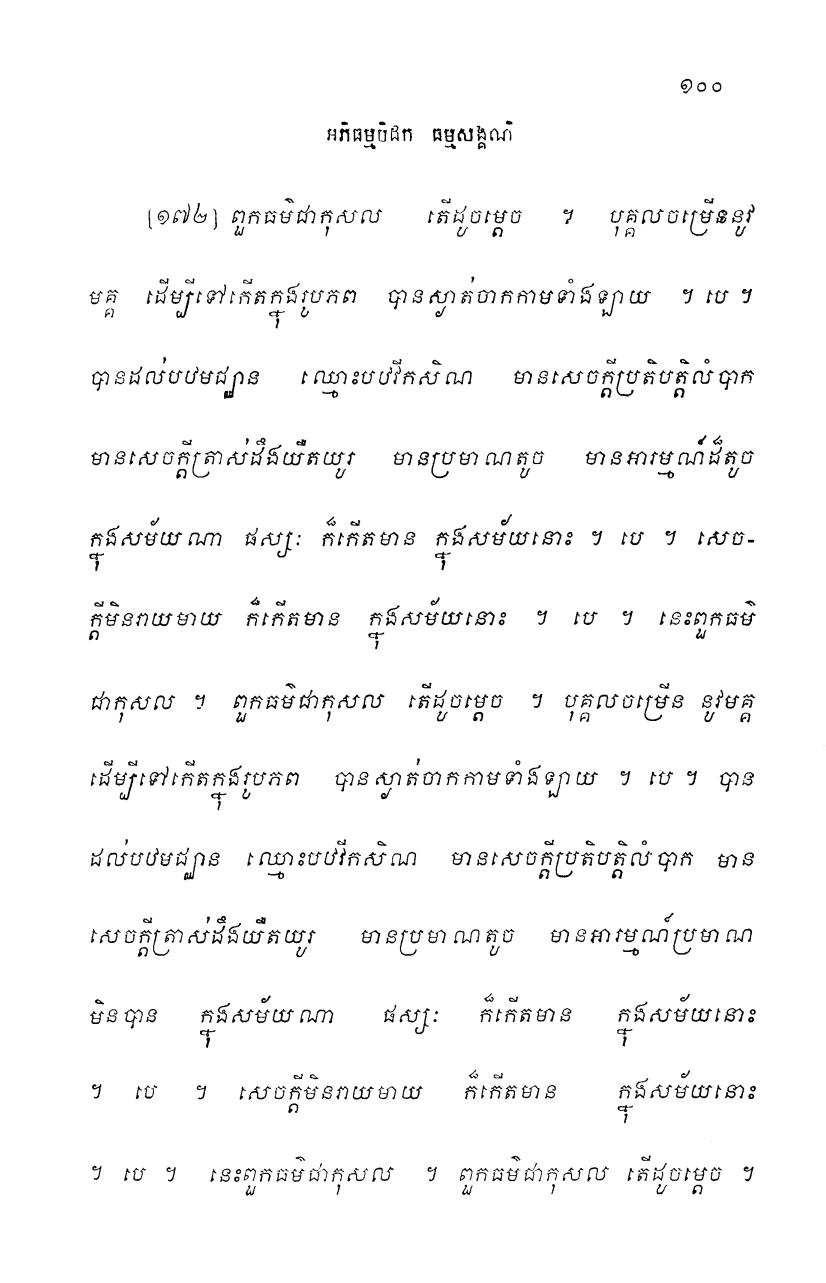 ១០០
អភិធម្មបិដក ធម្មសង្គណិ
[១៧២] ពួកធម៌ជាកុសល តើដូចម្តេច ។ បុគ្គលចម្រើននូវ
មគ្គ ដើម្បីទៅកើតក្នុងរូបភព បានស្ងាត់ចាកកាមទាំងឡាយ ។ បេ ។
បានដល់បឋមជ្ឈាន ឈ្មោះបឋវីកសិណ មានសេចក្តីប្រតិបត្តិលំបាក
មានសេចក្តីត្រាស់ដឹងយឺតយូរ មានប្រមាណតូច មានអារម្មណ៍ដ៏តូច
ក្នុងសម័យណា ផស្សៈ ក៏កើតមាន ក្នុងសម័យនោះ ។ បេ ។ សេច-
ក្តីមិនរាយមាយ ក៏កើតមាន ក្នុងសម័យនោះ ។ បេ ។ នេះពួកធម៌
ជាកុសល ។ ពួកធម៌ជាកុសល តើដូចម្តេច ។ បុគ្គលចម្រើន នូវមគ្គ
ដើម្បីទៅកើតក្នុងរូបភព បានស្ងាត់ចាកកាមទាំងឡាយ ។ បេ ។ បាន
ដល់បឋមជ្ឈាន ឈ្មោះបឋវីកសិណ មានសេចក្តីប្រតិបត្តិលំបាក មាន
សេចក្តីត្រាស់ដឹងយឺតយូរ មានប្រមាណតូច មានអារម្មណ៍ប្រមាណ
មិនបាន ក្នុងសម័យណា ផស្សៈ ក៏កើតមាន ក្នុងសម័យនោះ
។ បេ ។ សេចក្តីមិនរាយមាយ ក៏កើតមាន ក្នុងសម័យនោះ
។ បេ ។ នេះពួកធម៌ជាកុសល ។ ពួកធម៌ជាកុសល តើដូចម្តេច ។